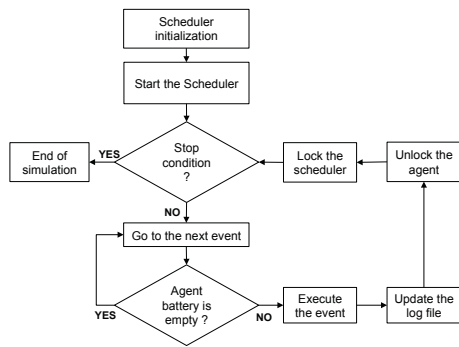 Scheduler
initialization
Start the Scheduler
Stop
condition
?
YES
End of
simulation
Lock the
scheduler
Unlock the
agent
NO
Go to the next event
Agent
battery is
empty ?
YES
NO
Execute
the event
Update the
log file